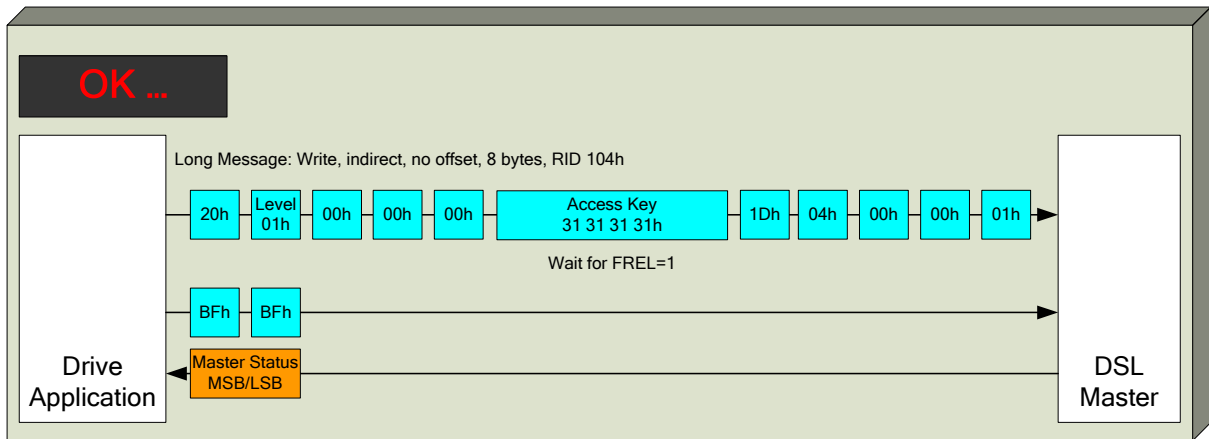 OK ...
Long Message: Write, indirect, no offset, 8 bytes, RID 104h
20h
Level
01h
00h
00h
00h
Access Key
31 31 31 31h
1Dh
04h
00h
00h
01h
Wait for FREL=1
BFh
BFh
Master Status
MSB/LSB
Drive
Application
DSL
Master